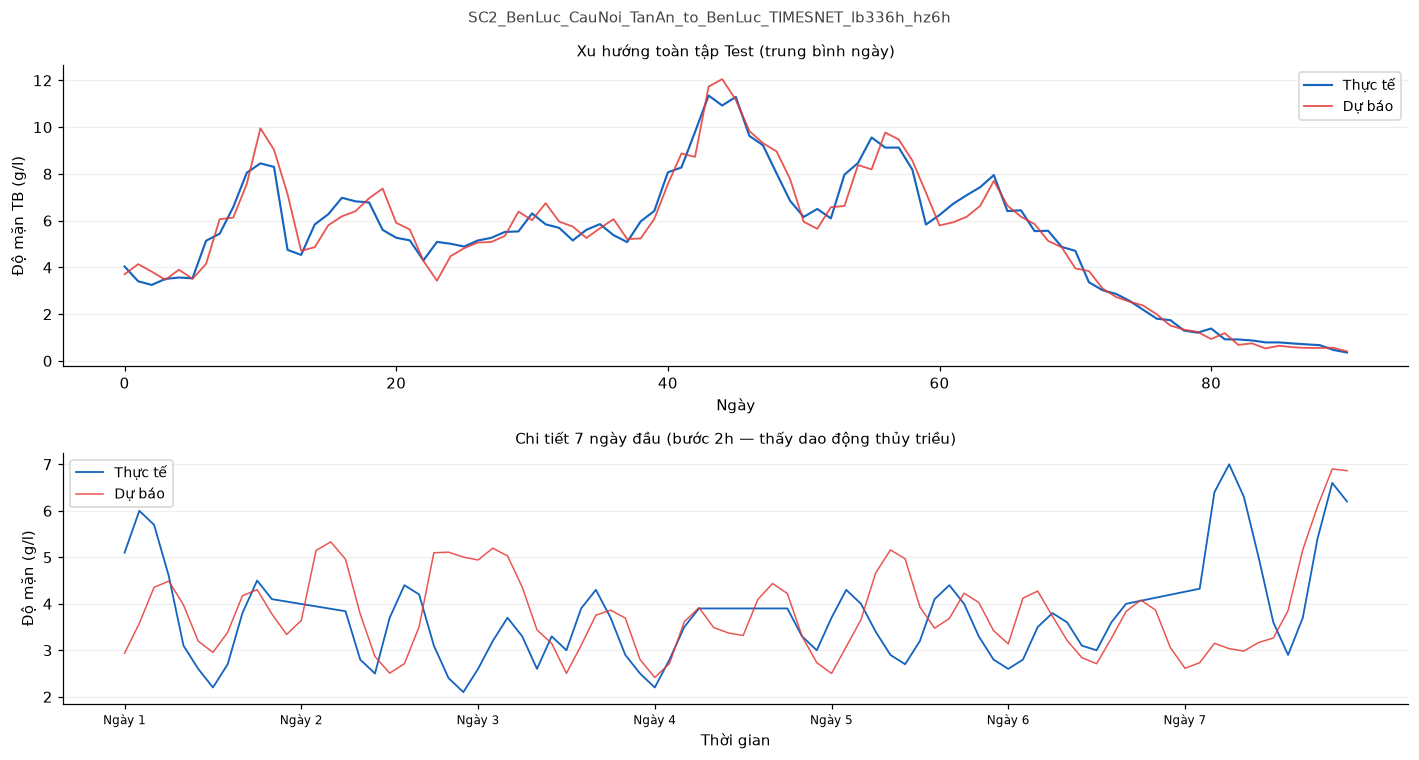 SC2_BenLuc_CauNoi_TanAn_to_BenLuc_TIMESNET_lb336h_hz6h
Xu hướng toàn tập Test (trung bình ngày)
Độ mặn TB (g/l)
12
10
8
6
4
2
0
Thực tế
Dự báo
0 20 40 60 80
Ngày
Chi tiết 7 ngày đầu (bước 2h — thấy dao động thủy triều)
Độ mặn (g/l)
7
6
5
4
3
2
Thực tế
Dự báo
Ngày 1 Ngày 2 Ngày 3 Ngày 4 Ngày 5 Ngày 6 Ngày 7
Thời gian